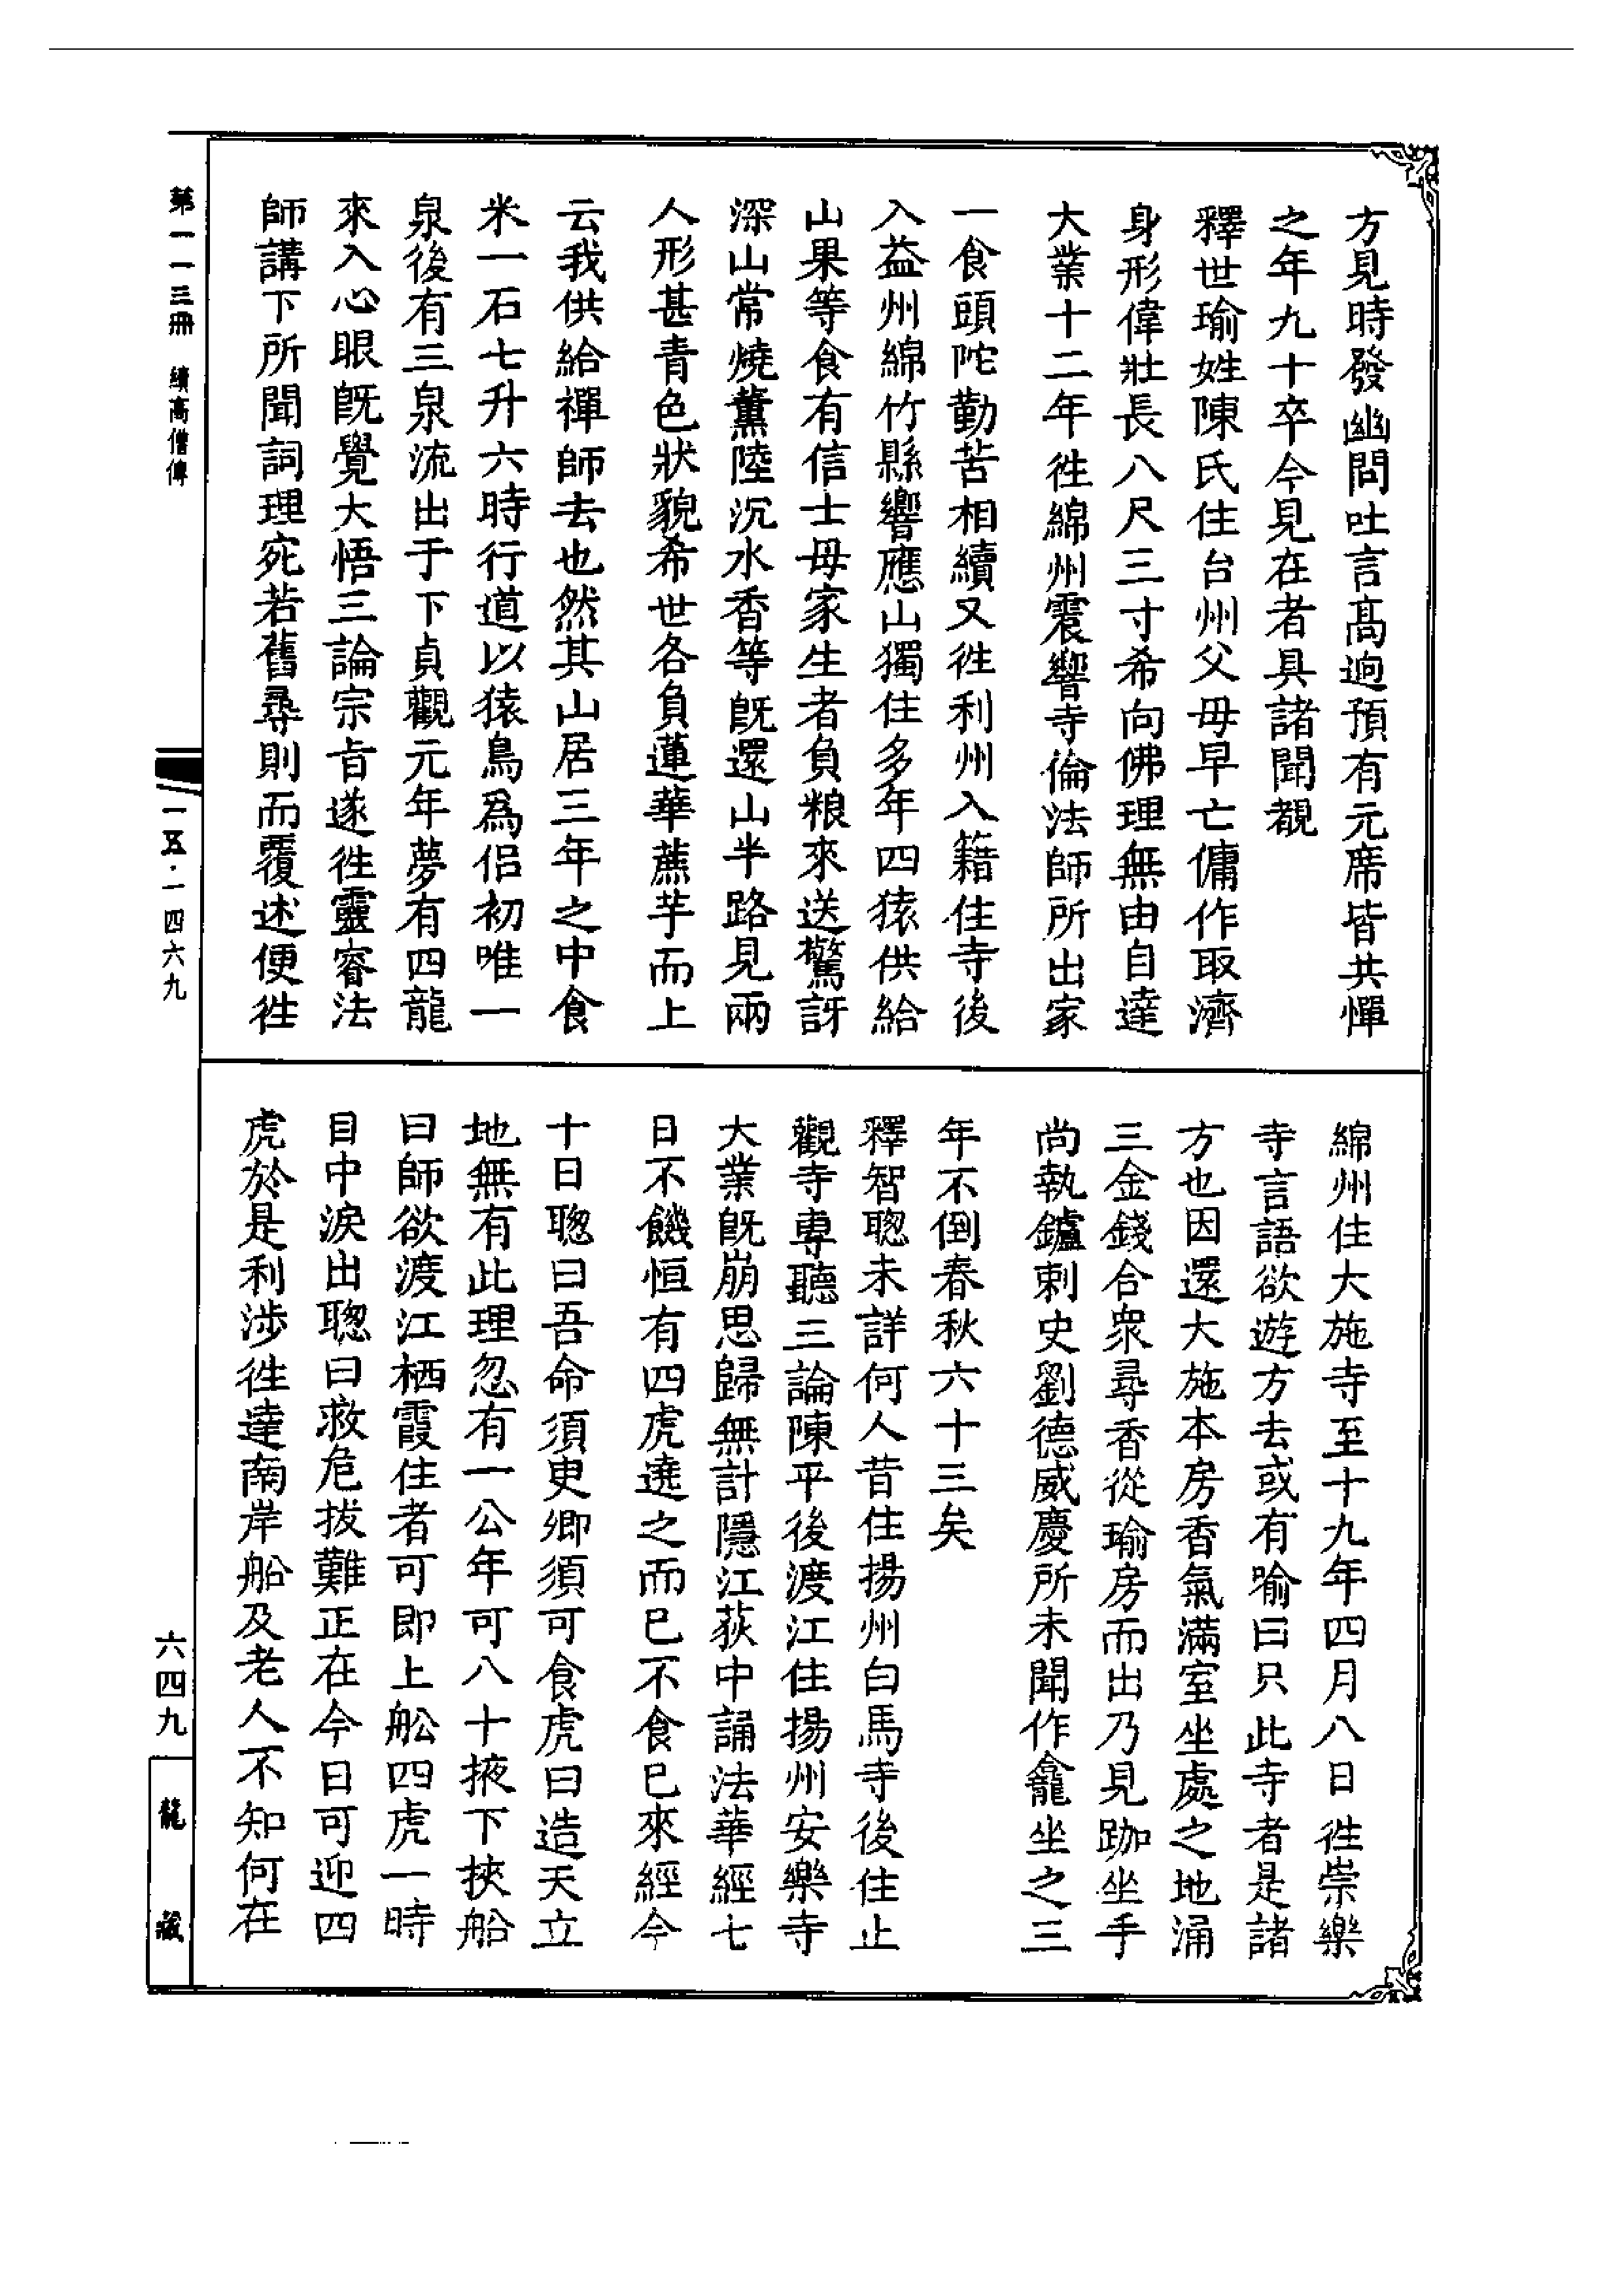 方見時發幽問吐言髙逈預有元席皆共憚
之年九十卒今見在者具諸聞覩
釋世瑜姓陳氏住台州父母早亡傭作取濟
身形偉壯長八尺三寸希向佛理無由自達
大業十二年往綿州震響寺倫法師所出家
一食頭陀勤苦相續又往利州入籍住寺後
入益州綿竹縣響應山獨住多年四猿供給
山果等食有信士母家生者負粮來送驚訝
深山常燒薰陸沉水香等旣還山半路見兩
人形甚青色狀貌希世各負蓮華蔗芋而上
云我供給禪師去也然其山居三年之中食
米一石七升六時行道以猿鳥爲侣初唯一
泉後有三泉流出于下貞觀元年夢有四龍
來入心眼旣覺大悟三論宗旨遂往靈睿法
師講下所聞詞理宛若舊尋則而覆述便往
綿州住大施寺至十九年四月八日往崇樂
寺言語欲遊方去或有喻曰只此寺者是諸
方也因還大施本房香氣滿室坐處之地涌
三金錢合衆尋香從瑜房而出乃見跏坐手
尚執鑪刺史劉德威慶所未聞作龕坐之三
年不倒春秋六十三矣
釋智聦未詳何人昔住揚州白馬寺後住止
觀寺專聽三論陳平後渡江住揚州安樂寺
大業旣崩思歸無計隱江荻中誦法華經七
日不饑恒有四虎遶之而已不食已來經今
十日聦曰吾命須臾卿須可食虎曰造天立
地無有此理忽有一公年可八十掖下挾船
曰師欲渡江栖霞住者可即上舩四虎一時
目中淚出聦曰救危拔難正在今日可迎四
虎於是利涉往達南岸船及老人不知何在
第一一三冊 續高僧傳
一五·一四六九
六四九
龍藏